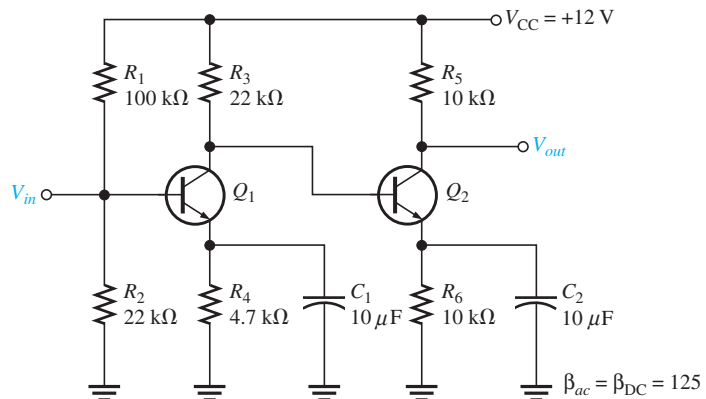 V_CC = +12 V
R_1
100 kΩ
R_3
22 kΩ
R_5
10 kΩ
V_out
V_in
Q_1
Q_2
R_2
22 kΩ
R_4
4.7 kΩ
C_1
10 μF
R_6
10 kΩ
C_2
10 μF
β_ac = β_DC = 125